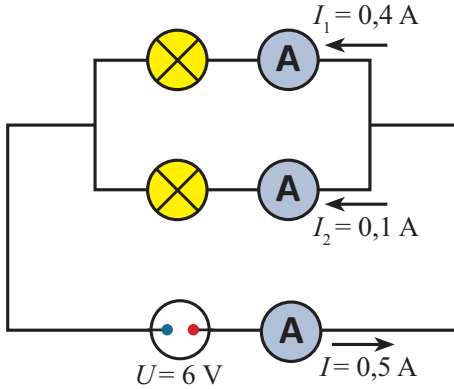 I₁ = 0,4 A
A
A
I₂ = 0,1 A
A
U = 6 V
I = 0,5 A